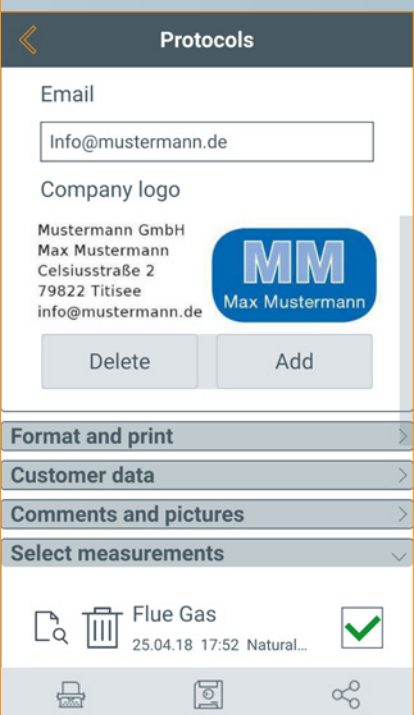 Protocols
Email
Info@mustermann.de
Company logo
Mustermann GmbH
Max Mustermann
Celsiusstraße 2
79822 Titisee
info@mustermann.de
MM
Max Mustermann
Delete
Add
Format and print
Customer data
Comments and pictures
Select measurements
Flue Gas
25.04.18 17:52 Natural...